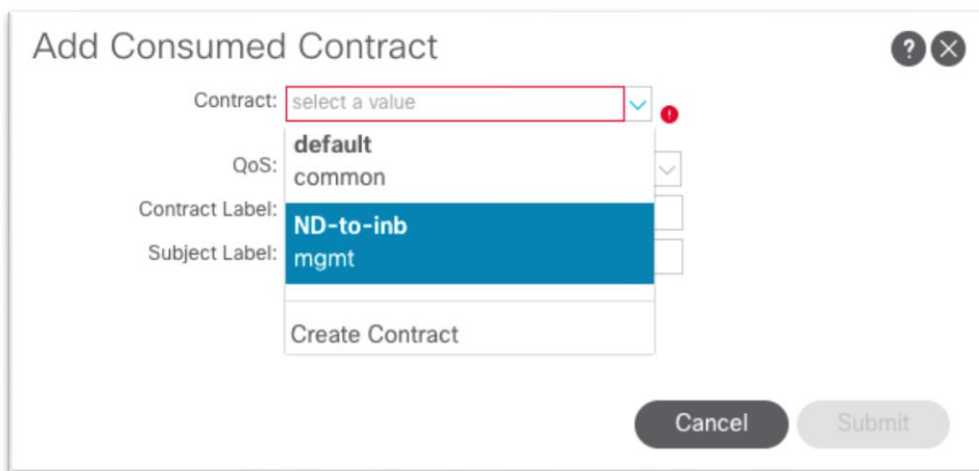 Add Consumed Contract
?
Contract: select a value
!
default
QoS:
common
Contract Label:
ND-to-inb
Subject Label:
mgmt
Create Contract
Cancel Submit